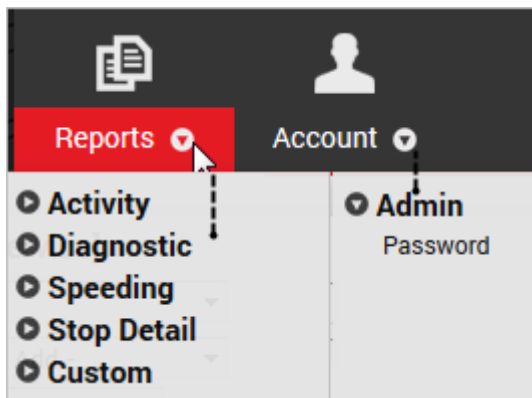 Reports
Account
Activity
Diagnostic
Speeding
Stop Detail
Custom
Admin
Password